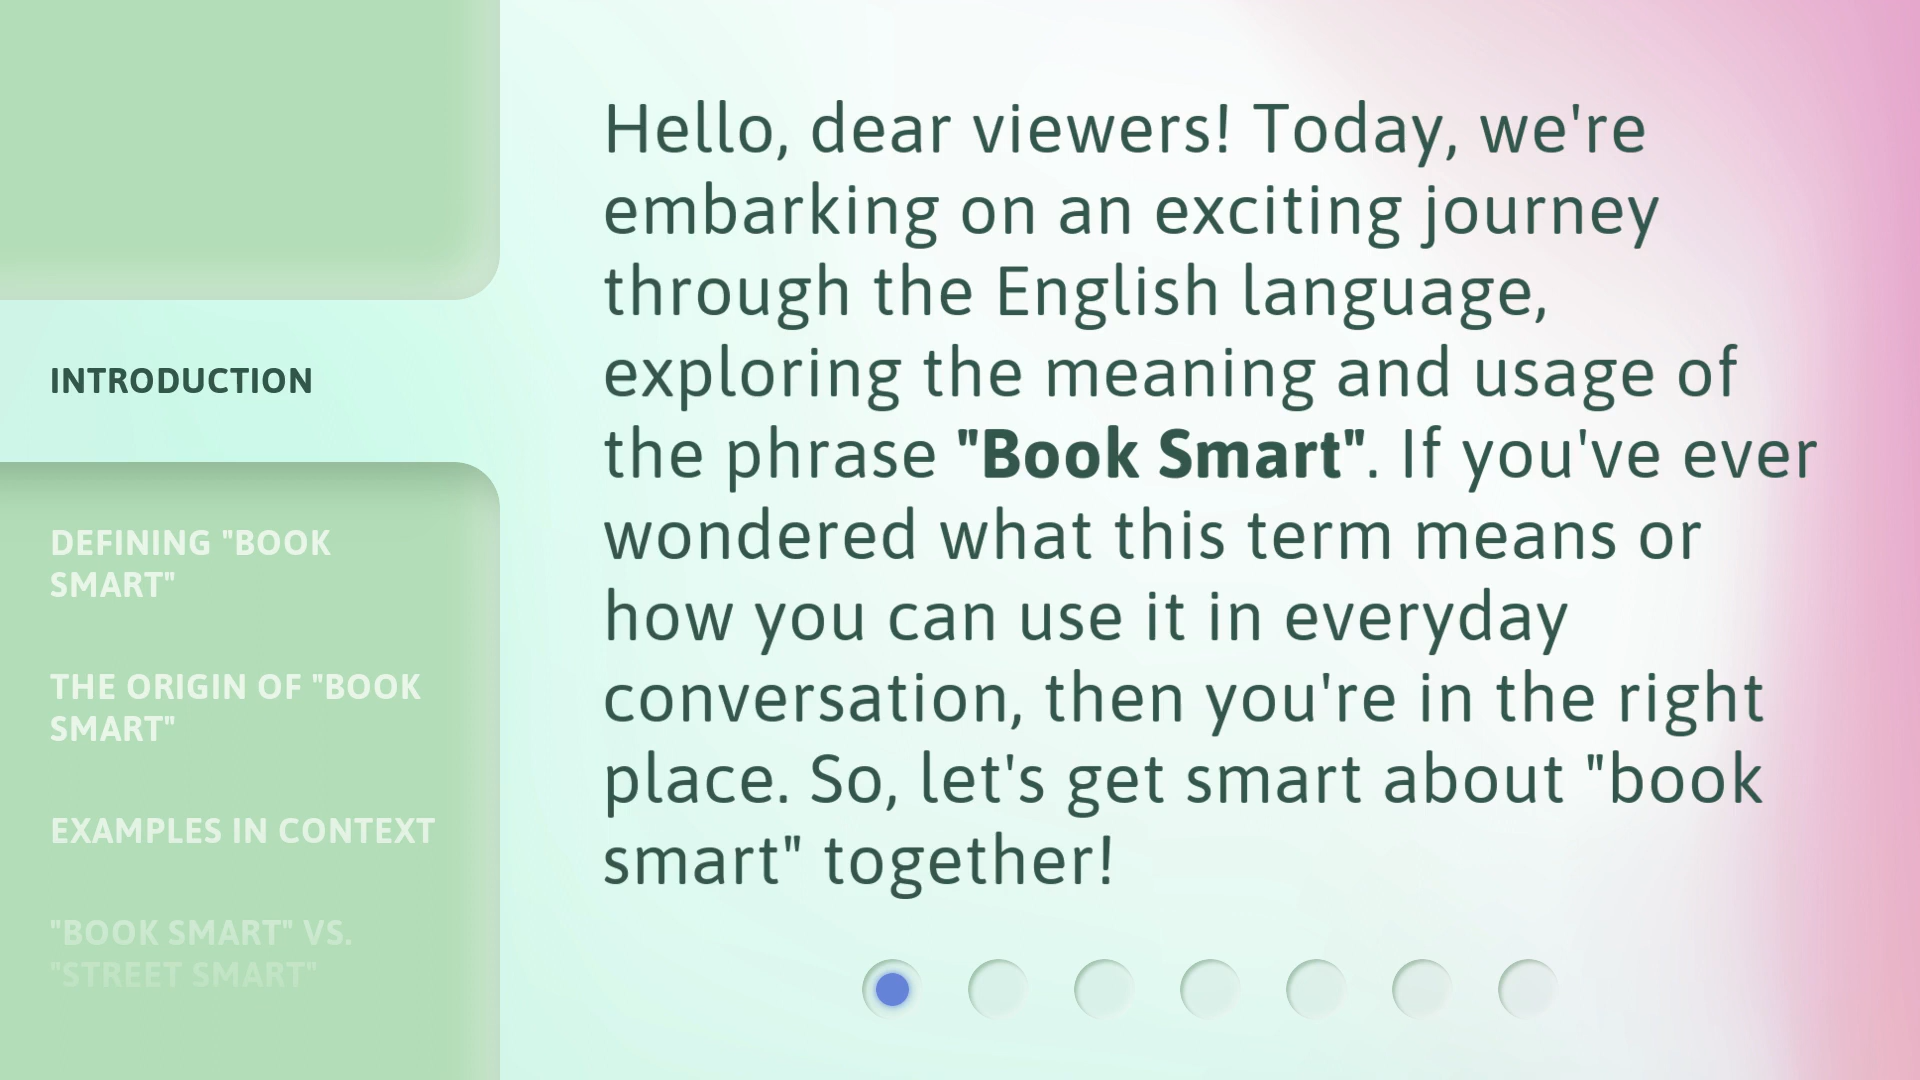 INTRODUCTION
DEFINING "BOOK
SMART"
THE ORIGIN OF "BOOK
SMART"
EXAMPLES IN CONTEXT
"BOOK SMART" VS.
"STREET SMART"
Hello, dear viewers! Today, we're
embarking on an exciting journey
through the English language,
exploring the meaning and usage of
the phrase "Book Smart". If you've ever
wondered what this term means or
how you can use it in everyday
conversation, then you're in the right
place. So, let's get smart about "book
smart" together!